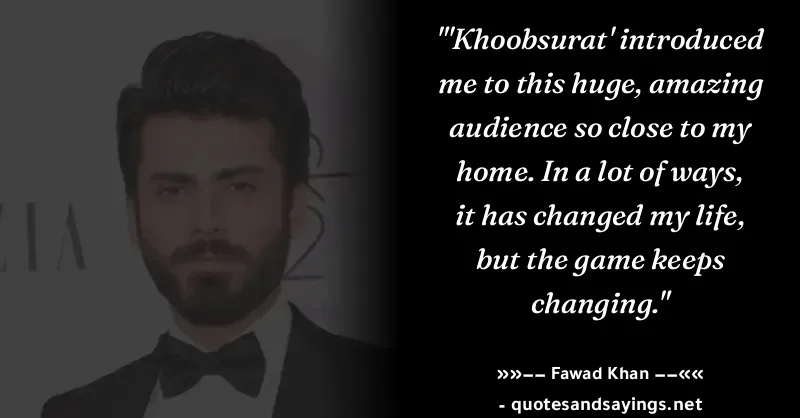 "'Khoobsurat' introduced
me to this huge, amazing
audience so close to my
home. In a lot of ways,
it has changed my life,
but the game keeps
changing."
»»−− Fawad Khan −−««
- quotesandsayings.net
ZIA